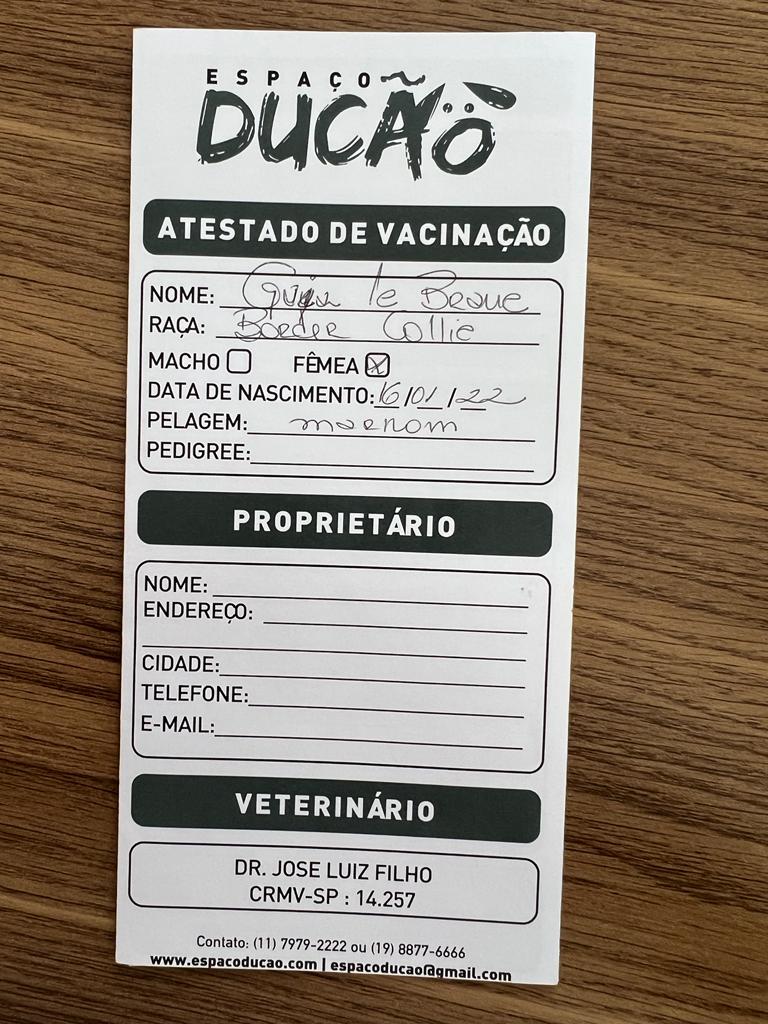 ESPAÇO
DUCÃO
ATESTADO DE VACINAÇÃO
NOME: le Beaue
RAÇA: Border Collie
MACHO FÊMEA X
DATA DE NASCIMENTO: 16/01/22
PELAGEM: marrom
PEDIGREE:
PROPRIETÁRIO
NOME:
ENDEREÇO:
CIDADE:
TELEFONE:
E-MAIL:
VETERINÁRIO
DR. JOSE LUIZ FILHO
CRMV-SP : 14.257
Contato: (11) 7979-2222 ou (19) 8877-6666
www.espacoducao.com | espacoducao@gmail.com